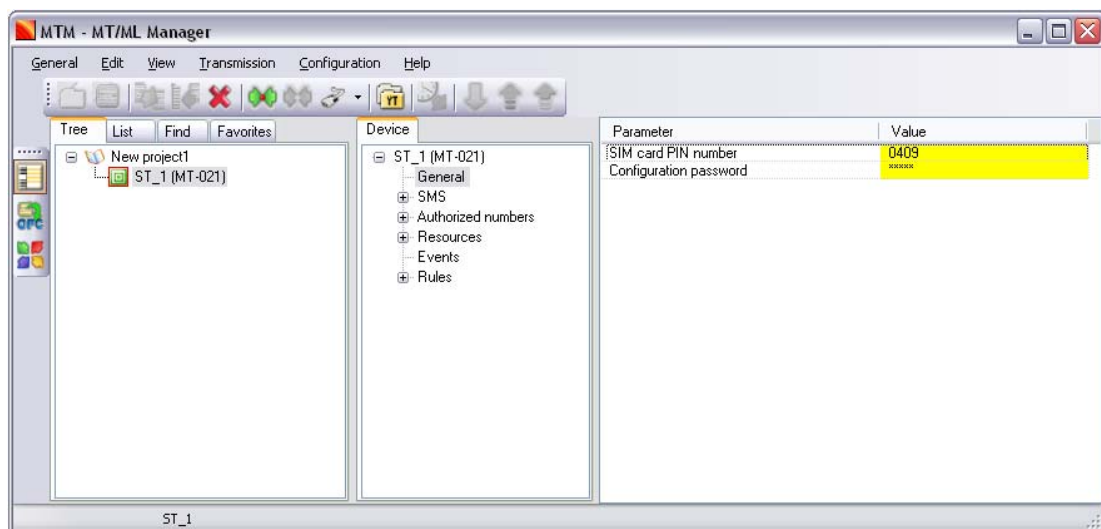 MTM - MT/ML Manager
General Edit View Transmission Configuration Help
YT
Tree List Find Favorites
New project1
ST_1 (MT-021)
Device
ST_1 (MT-021)
General
SMS
Authorized numbers
Resources
Events
Rules
Parameter Value
SIM card PIN number 0409
Configuration password *****
ST_1